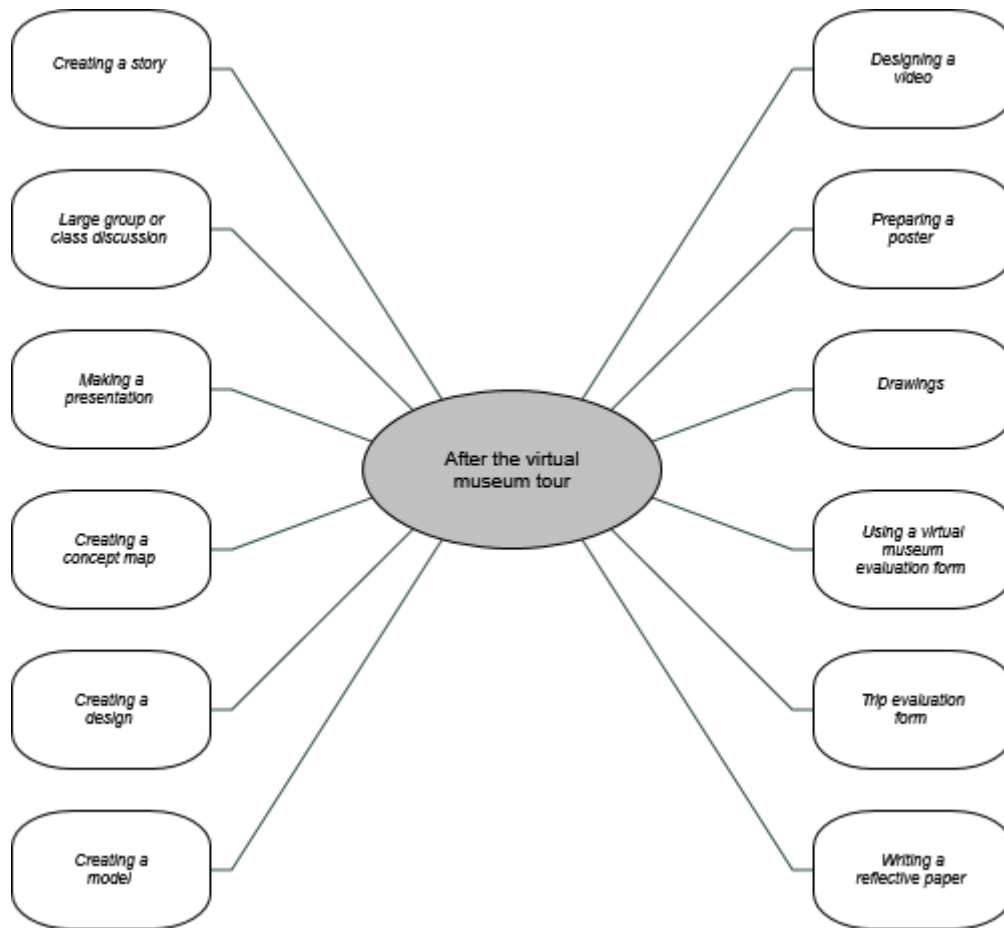 Creating a story
Large group or
class discussion
Making a
presentation
Creating a
concept map
Creating a
design
Creating a
model
After the virtual
museum tour
Designing a
video
Preparing a
poster
Drawings
Using a virtual
museum
evaluation form
Trip evaluation
form
Writing a
reflective paper